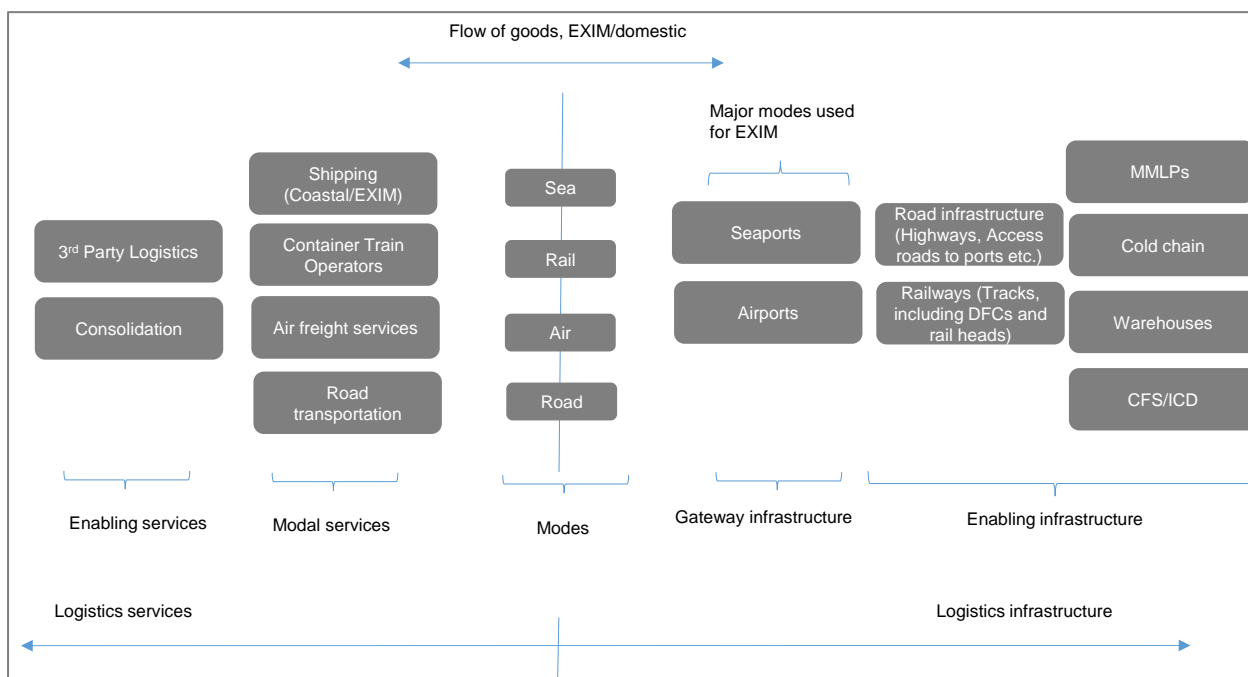 Flow of goods, EXIM/domestic
Major modes used
for EXIM
3rd Party Logistics
Consolidation
Shipping
(Coastal/EXIM)
Container Train
Operators
Air freight services
Road
transportation
Sea
Rail
Air
Road
Seaports
Airports
Road infrastructure
(Highways, Access
roads to ports etc.)
Railways (Tracks,
including DFCs and
rail heads)
MMLPs
Cold chain
Warehouses
CFS/ICD
Enabling services
Modal services
Modes
Gateway infrastructure
Enabling infrastructure
Logistics services
Logistics infrastructure